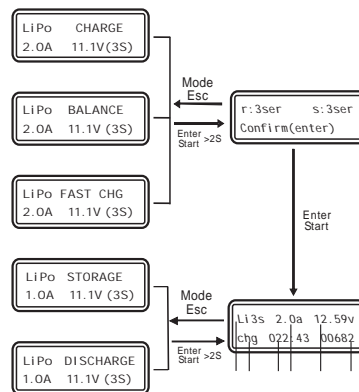 LiPo CHARGE
2.0A 11.1V(3S)
LiPo BALANCE
2.0A 11.1V(3S)
LiPo FAST CHG
2.0A 11.1V (3S)
LiPo STORAGE
1.0A 11.1V (3S)
LiPo DISCHARGE
1.0A 11.1V (3S)
Mode
Esc
Enter
Start >2S
r:3ser s:3ser
Confirm(enter)
Enter
Start
Mode
Esc
Enter
Start >2S
Li3s 2.0a 12.59v
chg 022:43 00682